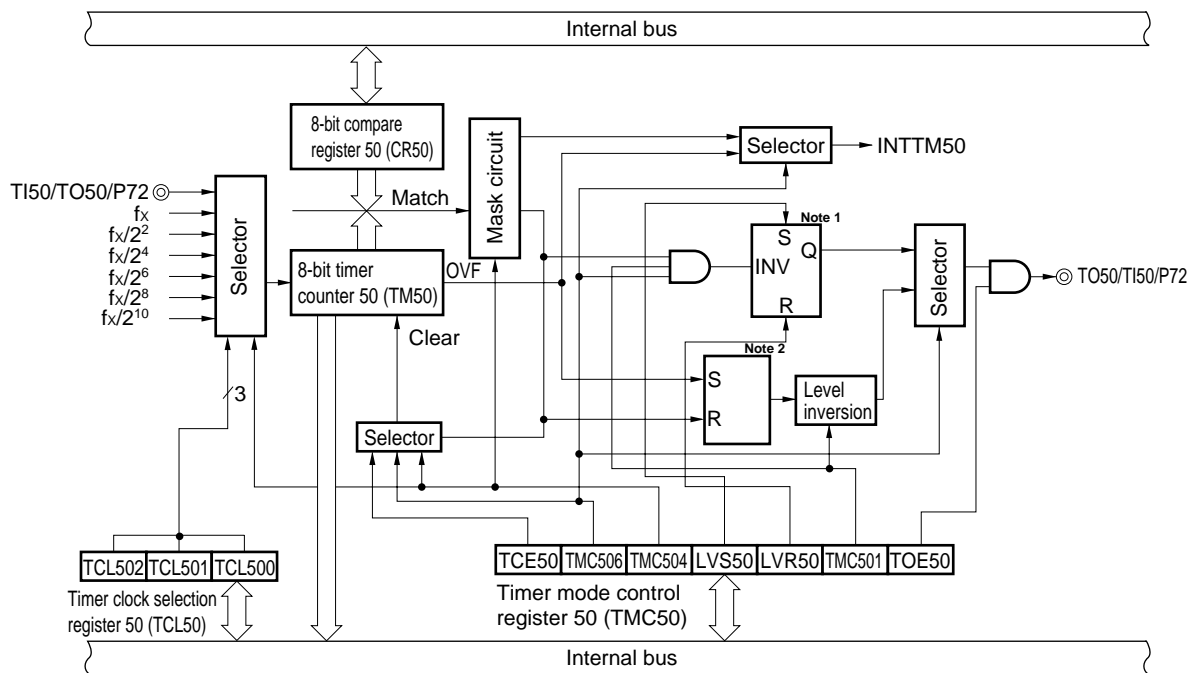 Internal bus
8-bit compare
register 50 (CR50)
Mask circuit
Selector
INTTM50
TI50/TO50/P72
fX
fX/2²
fX/2⁴
fX/2⁶
fX/2⁸
fX/2¹⁰
Selector
Match
8-bit timer
counter 50 (TM50)
OVF
Clear
Note 1
S
Q
INV
R
Selector
TO50/TI50/P72
Note 2
S
R
Level
inversion
3
Selector
TCL502 TCL501 TCL500
Timer clock selection
register 50 (TCL50)
TCE50 TMC506 TMC504 LVS50 LVR50 TMC501 TOE50
Timer mode control
register 50 (TMC50)
Internal bus